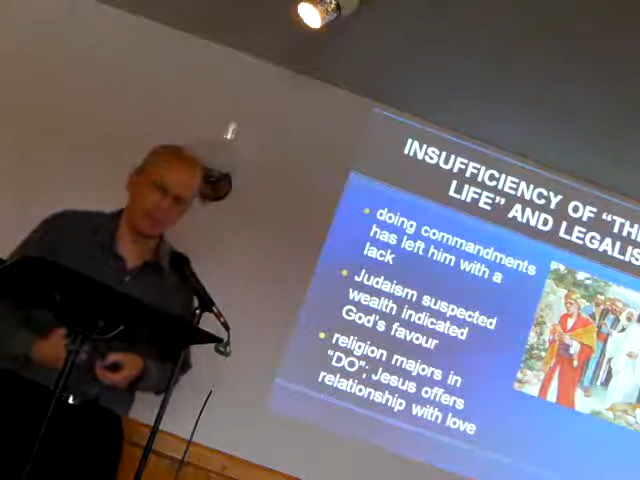 INSUFFICIENCY OF "TH
LIFE" AND LEGALIS
doing commandments
has left him with a
lack
Judaism suspected
wealth indicated
God's favour
religion majors in
"DO"; Jesus offers
relationship with love